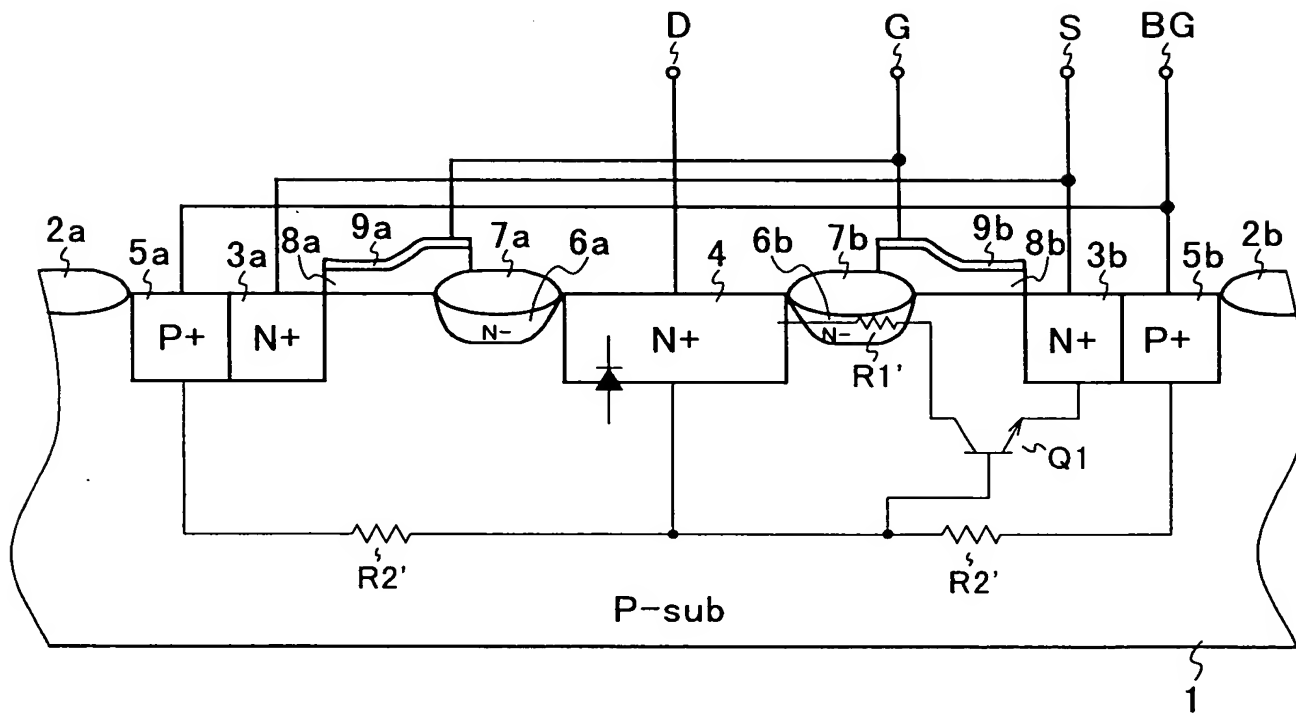 D G S BG
2a 5a 3a 8a 9a 7a 6a 4 6b 7b 9b 8b 3b 5b 2b
P+ N+ N- N+ N- N+ P+
R1'
Q1
R2' R2'
P-sub
1